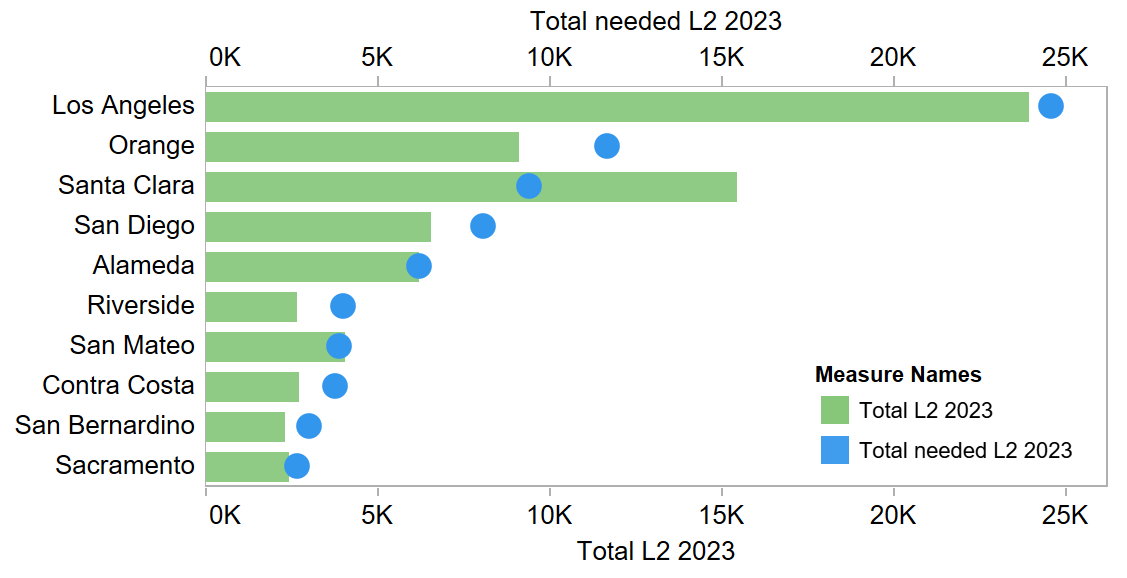 Total needed L2 2023
0K 5K 10K 15K 20K 25K
Los Angeles
Orange
Santa Clara
San Diego
Alameda
Riverside
San Mateo
Contra Costa
San Bernardino
Sacramento
Measure Names
Total L2 2023
Total needed L2 2023
0K 5K 10K 15K 20K 25K
Total L2 2023